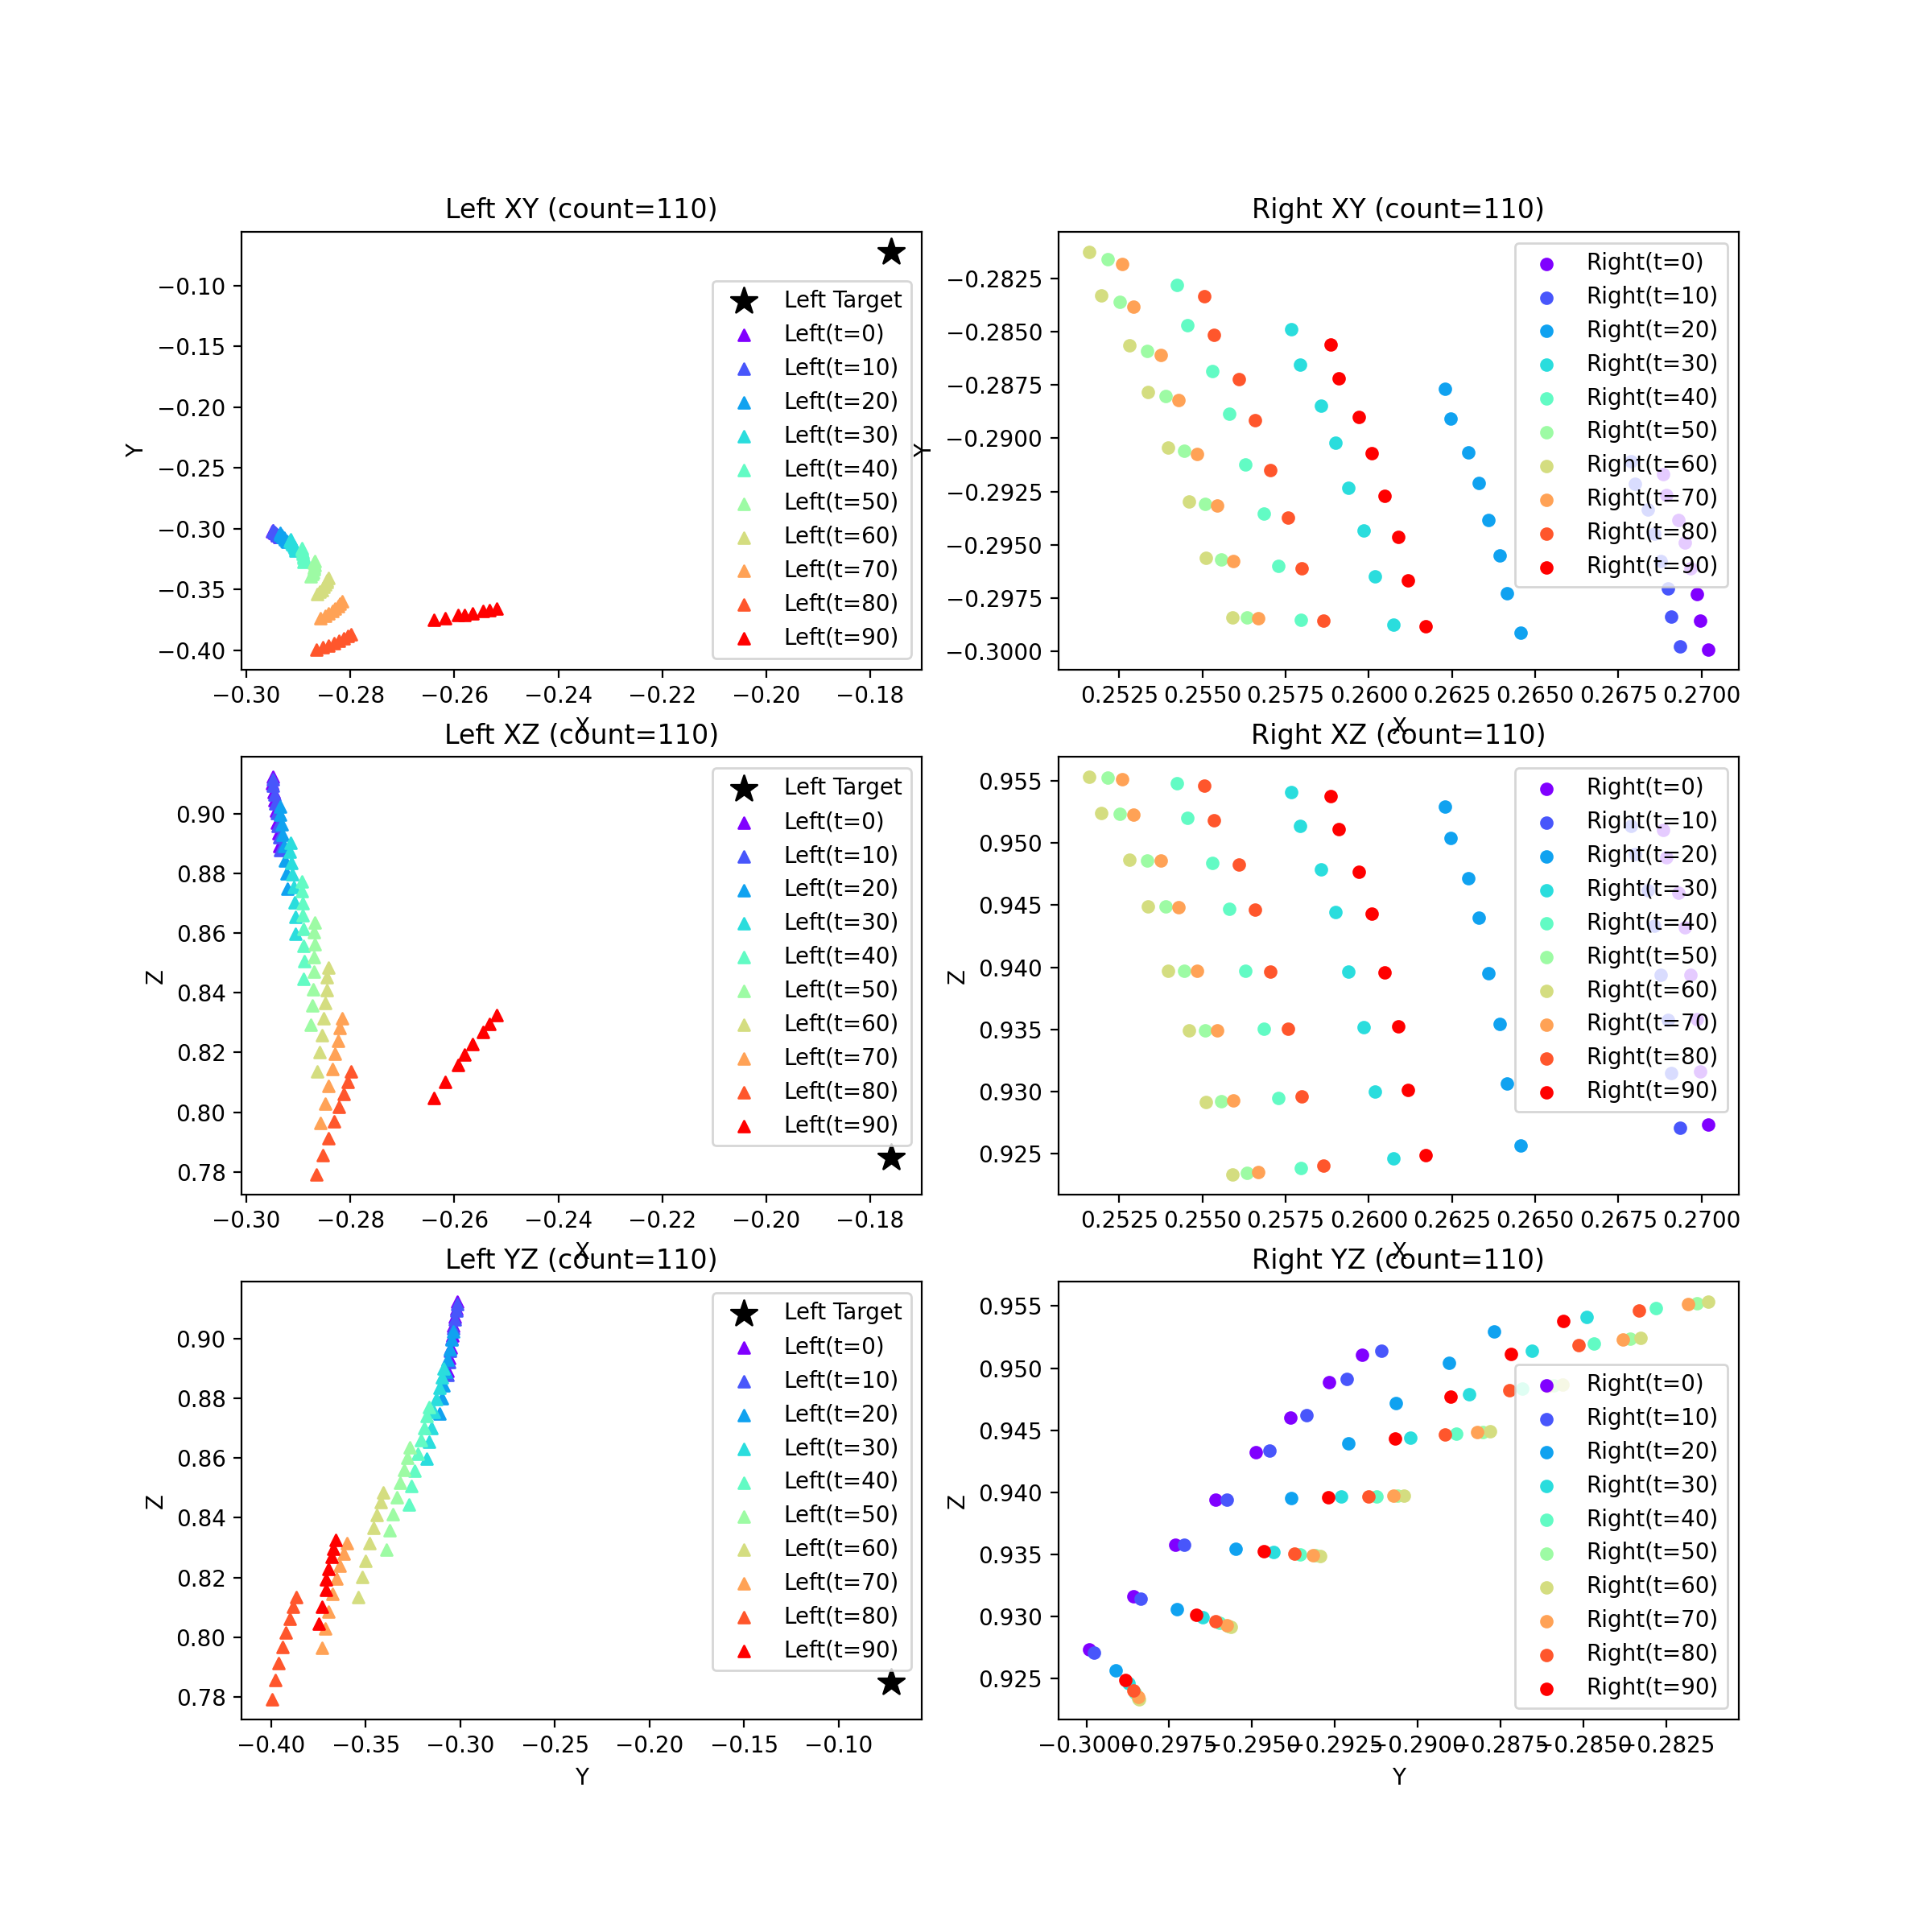 Left XY (count=110)
Y
−0.10
−0.15
−0.20
−0.25
−0.30
−0.35
−0.40
−0.30 −0.28 −0.26 −0.24 −0.22 −0.20 −0.18
X
Left Target
Left(t=0)
Left(t=10)
Left(t=20)
Left(t=30)
Left(t=40)
Left(t=50)
Left(t=60)
Left(t=70)
Left(t=80)
Left(t=90)
Right XY (count=110)
Y
−0.2825
−0.2850
−0.2875
−0.2900
−0.2925
−0.2950
−0.2975
−0.3000
0.2525 0.2550 0.2575 0.2600 0.2625 0.2650 0.2675 0.2700
X
Right(t=0)
Right(t=10)
Right(t=20)
Right(t=30)
Right(t=40)
Right(t=50)
Right(t=60)
Right(t=70)
Right(t=80)
Right(t=90)
Left XZ (count=110)
Z
0.90
0.88
0.86
0.84
0.82
0.80
0.78
−0.30 −0.28 −0.26 −0.24 −0.22 −0.20 −0.18
X
Left Target
Left(t=0)
Left(t=10)
Left(t=20)
Left(t=30)
Left(t=40)
Left(t=50)
Left(t=60)
Left(t=70)
Left(t=80)
Left(t=90)
Right XZ (count=110)
Z
0.955
0.950
0.945
0.940
0.935
0.930
0.925
0.2525 0.2550 0.2575 0.2600 0.2625 0.2650 0.2675 0.2700
X
Right(t=0)
Right(t=10)
Right(t=20)
Right(t=30)
Right(t=40)
Right(t=50)
Right(t=60)
Right(t=70)
Right(t=80)
Right(t=90)
Left YZ (count=110)
Z
0.90
0.88
0.86
0.84
0.82
0.80
0.78
−0.40 −0.35 −0.30 −0.25 −0.20 −0.15 −0.10
Y
Left Target
Left(t=0)
Left(t=10)
Left(t=20)
Left(t=30)
Left(t=40)
Left(t=50)
Left(t=60)
Left(t=70)
Left(t=80)
Left(t=90)
Right YZ (count=110)
Z
0.955
0.950
0.945
0.940
0.935
0.930
0.925
−0.3000 −0.2975 −0.2950 −0.2925 −0.2900 −0.2875 −0.2850 −0.2825
Y
Right(t=0)
Right(t=10)
Right(t=20)
Right(t=30)
Right(t=40)
Right(t=50)
Right(t=60)
Right(t=70)
Right(t=80)
Right(t=90)